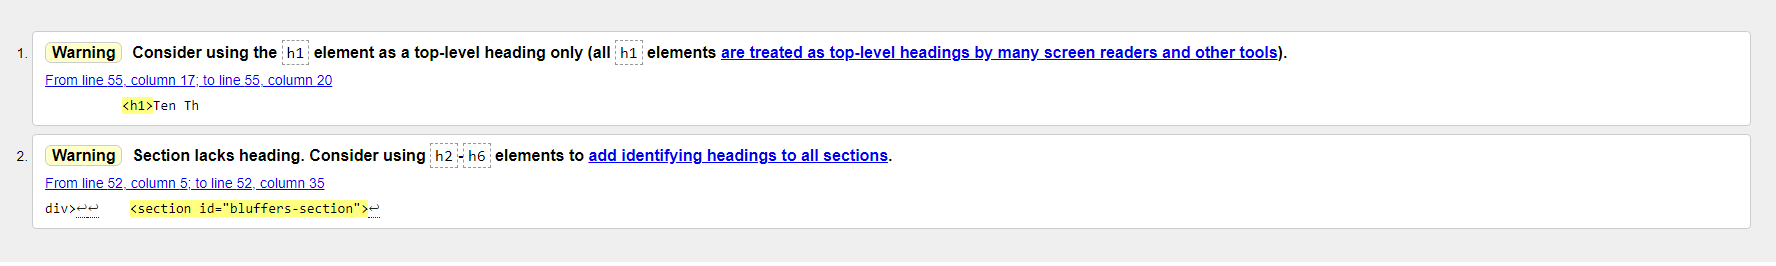 1. Warning Consider using the h1 element as a top-level heading only (all h1 elements are treated as top-level headings by many screen readers and other tools).
From line 55, column 17; to line 55, column 20
<h1>Ten Th
2. Warning Section lacks heading. Consider using h2-h6 elements to add identifying headings to all sections.
From line 52, column 5; to line 52, column 35
div>↩↩    <section id="bluffers-section">↩